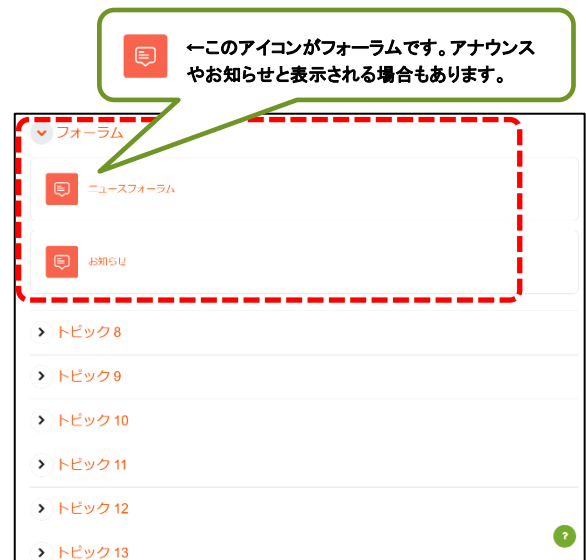 ←このアイコンがフォーラムです。アナウンス
やお知らせと表示される場合もあります。
フォーラム
ニュースフォーラム
お知らせ
トピック 8
トピック 9
トピック 10
トピック 11
トピック 12
トピック 13
?